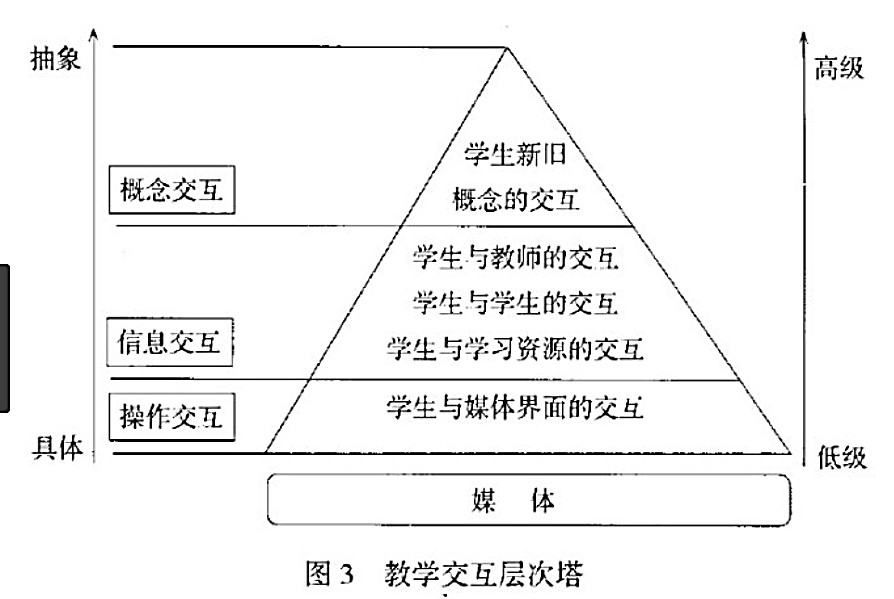 抽象
高级
学生新旧
概念交互
概念的交互
学生与教师的交互
学生与学生的交互
信息交互
学生与学习资源的交互
操作交互
学生与媒体界面的交互
具体
低级
媒 体
图 3 教学交互层次塔